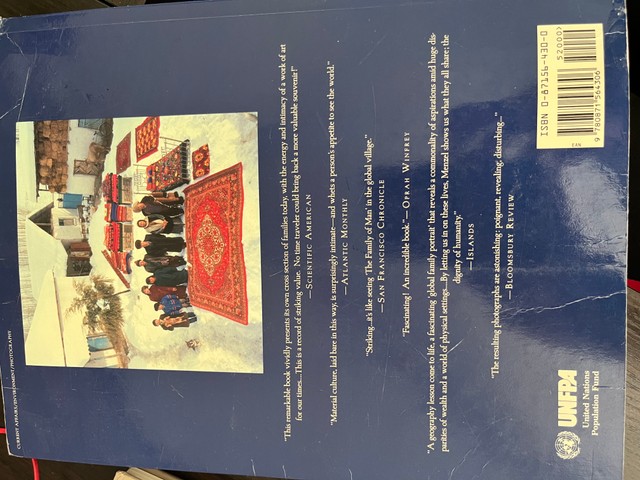 CURRENT AFFAIRS/ENVIRONMENT/PHOTOGRAPHY
"This remarkable book vividly presents its own cross section of families today, with the energy and intimacy of a work of art
for our times...This is a record of striking value. No time traveler could bring back a more valuable souvenir!"
—SCIENTIFIC AMERICAN
"Material culture, laid bare in this way, is surprisingly intimate—and whets a person's appetite to see the world."
—ATLANTIC MONTHLY
"Striking...it's like seeing 'The Family of Man' in the global village."
—SAN FRANCISCO CHRONICLE
"Fascinating! An incredible book."—OPRAH WINFREY
"A geography lesson come to life, a fascinating 'global family portrait' that reveals a commonality of aspirations amid huge dis-
parities of wealth and a world of physical settings...By letting us in on these lives, Menzel shows us what they all share: the
dignity of humanity."
—ISLANDS
"The resulting photographs are astonishing; poignant, revealing, disturbing..."
—BLOOMSBURY REVIEW
UNFPA
United Nations
Population Fund
ISBN 0-87156-430-0
52000>
9 780871 564306
EAN